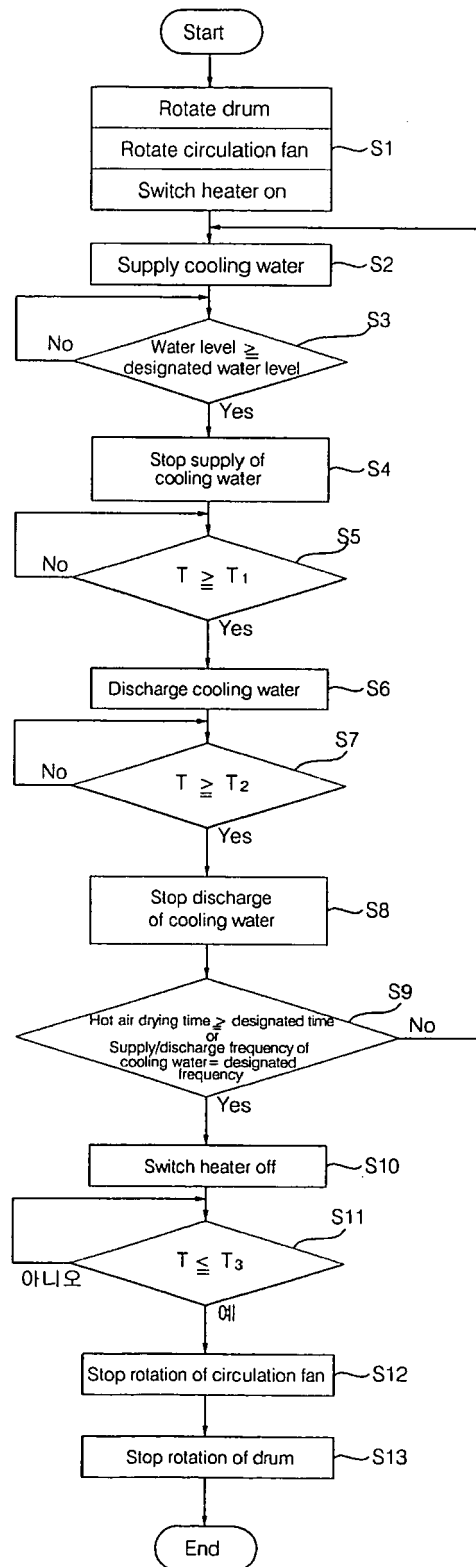 Start
Rotate drum
Rotate circulation fan
S1
Switch heater on
Supply cooling water
S2
S3
Water level ≧
designated water level
No
Yes
Stop supply of
cooling water
S4
S5
No
T ≧ T1
Yes
Discharge cooling water
S6
S7
No
T ≧ T2
Yes
Stop discharge
of cooling water
S8
S9
Hot air drying time ≧ designated time
or
Supply/discharge frequency of
cooling water = designated
frequency
No
Yes
Switch heater off
S10
S11
T ≦ T3
아니오
예
Stop rotation of circulation fan
S12
Stop rotation of drum
S13
End